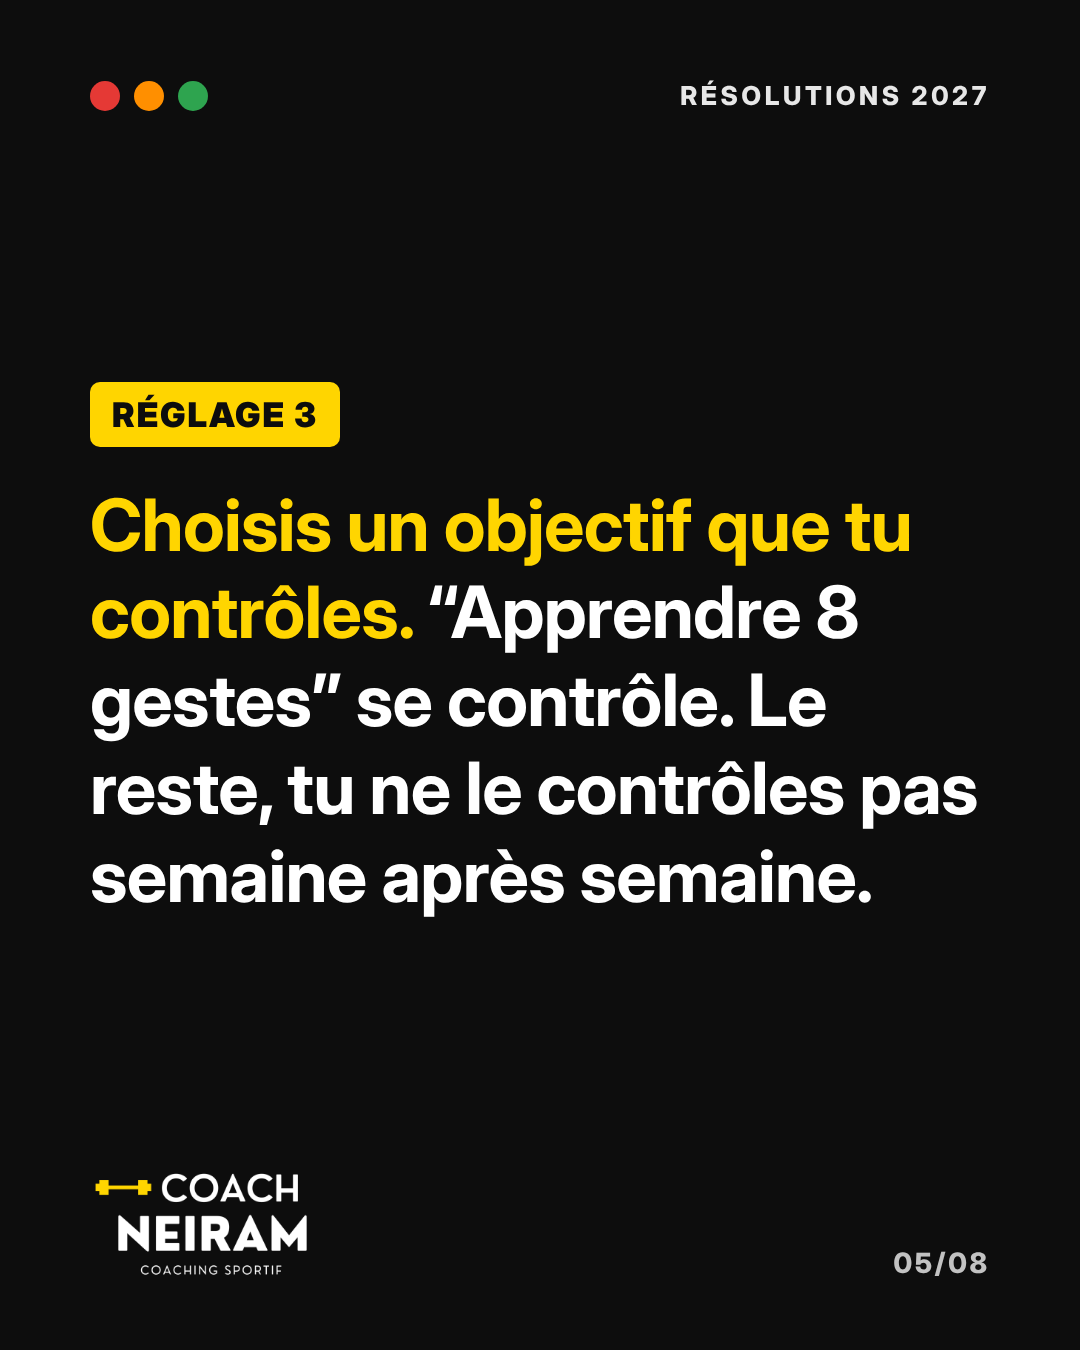 RÉSOLUTIONS 2027
RÉGLAGE 3
Choisis un objectif que tu
contrôles. “Apprendre 8
gestes” se contrôle. Le
reste, tu ne le contrôles pas
semaine après semaine.
COACH
NEIRAM
COACHING SPORTIF
05/08